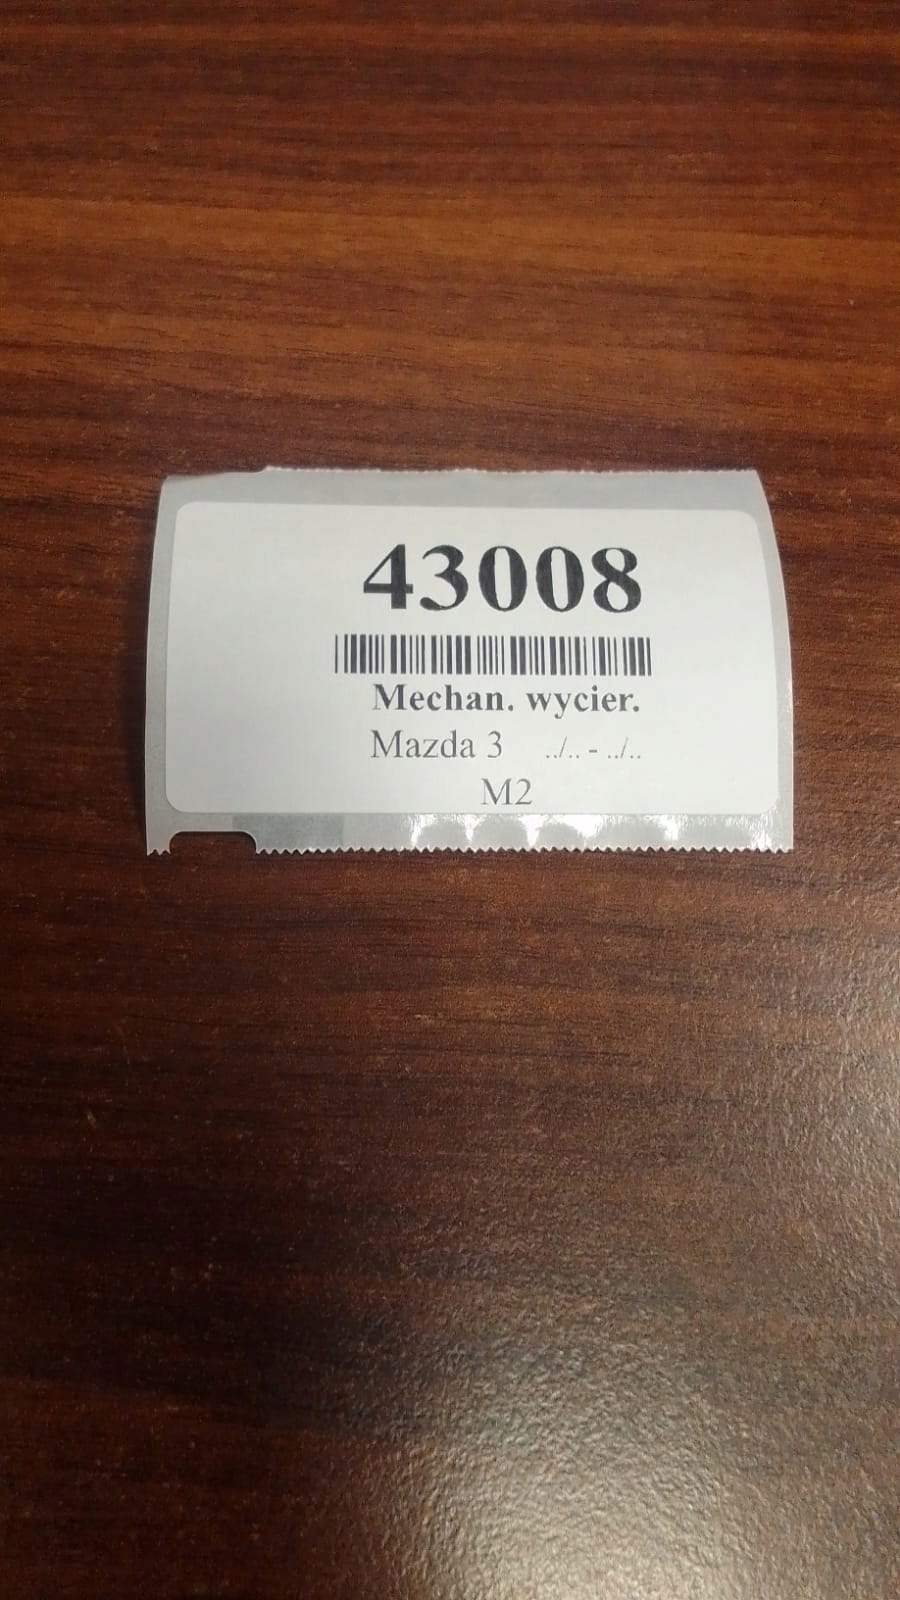 43008
Mechan. wycier.
Mazda 3 ../.. - ../..
M2